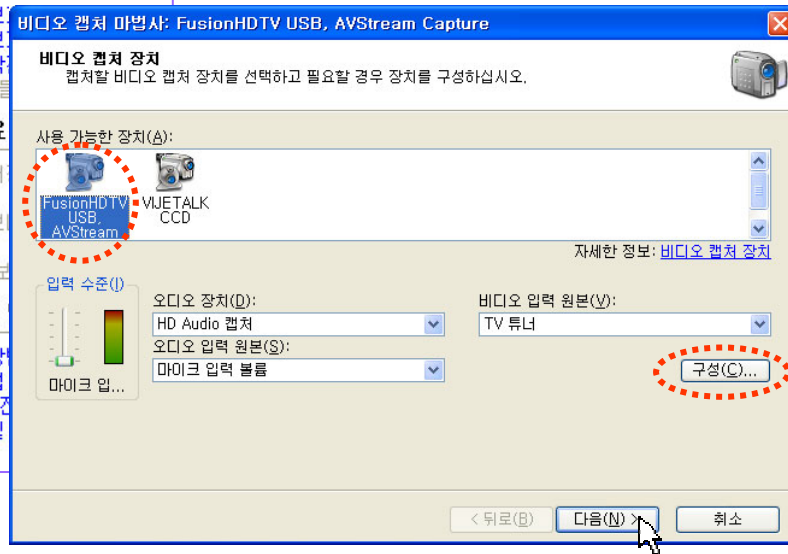 비디오 캡처 마법사: FusionHDTV USB, AVStream Capture
비디오 캡처 장치
캡처할 비디오 캡처 장치를 선택하고 필요할 경우 장치를 구성하십시오.
사용 가능한 장치(A):
FusionHDTV USB, AVStream
VIJETALK CCD
자세한 정보: 비디오 캡처 장치
입력 수준(I)
마이크 입...
오디오 장치(D):
HD Audio 캡처
오디오 입력 원본(S):
마이크 입력 볼륨
비디오 입력 원본(V):
TV 튜너
구성(C)...
< 뒤로(B)
다음(N) >
취소